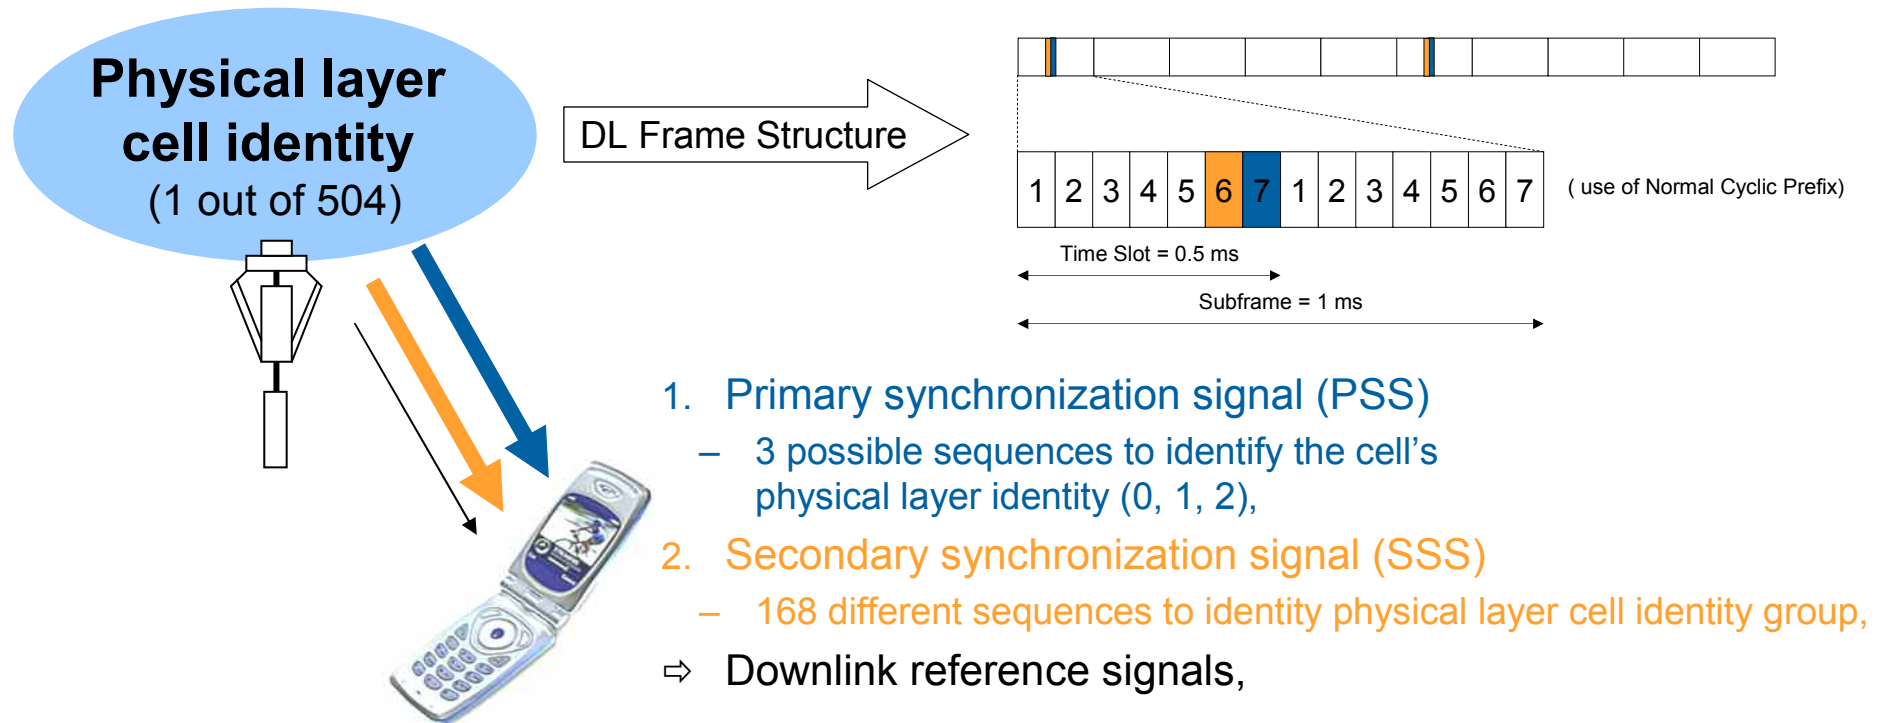 Physical layer
cell identity
(1 out of 504)
DL Frame Structure
1 2 3 4 5 6 7 1 2 3 4 5 6 7
( use of Normal Cyclic Prefix)
Time Slot = 0.5 ms
Subframe = 1 ms
1. Primary synchronization signal (PSS)
– 3 possible sequences to identify the cell’s
physical layer identity (0, 1, 2),
2. Secondary synchronization signal (SSS)
– 168 different sequences to identity physical layer cell identity group,
⇨ Downlink reference signals,